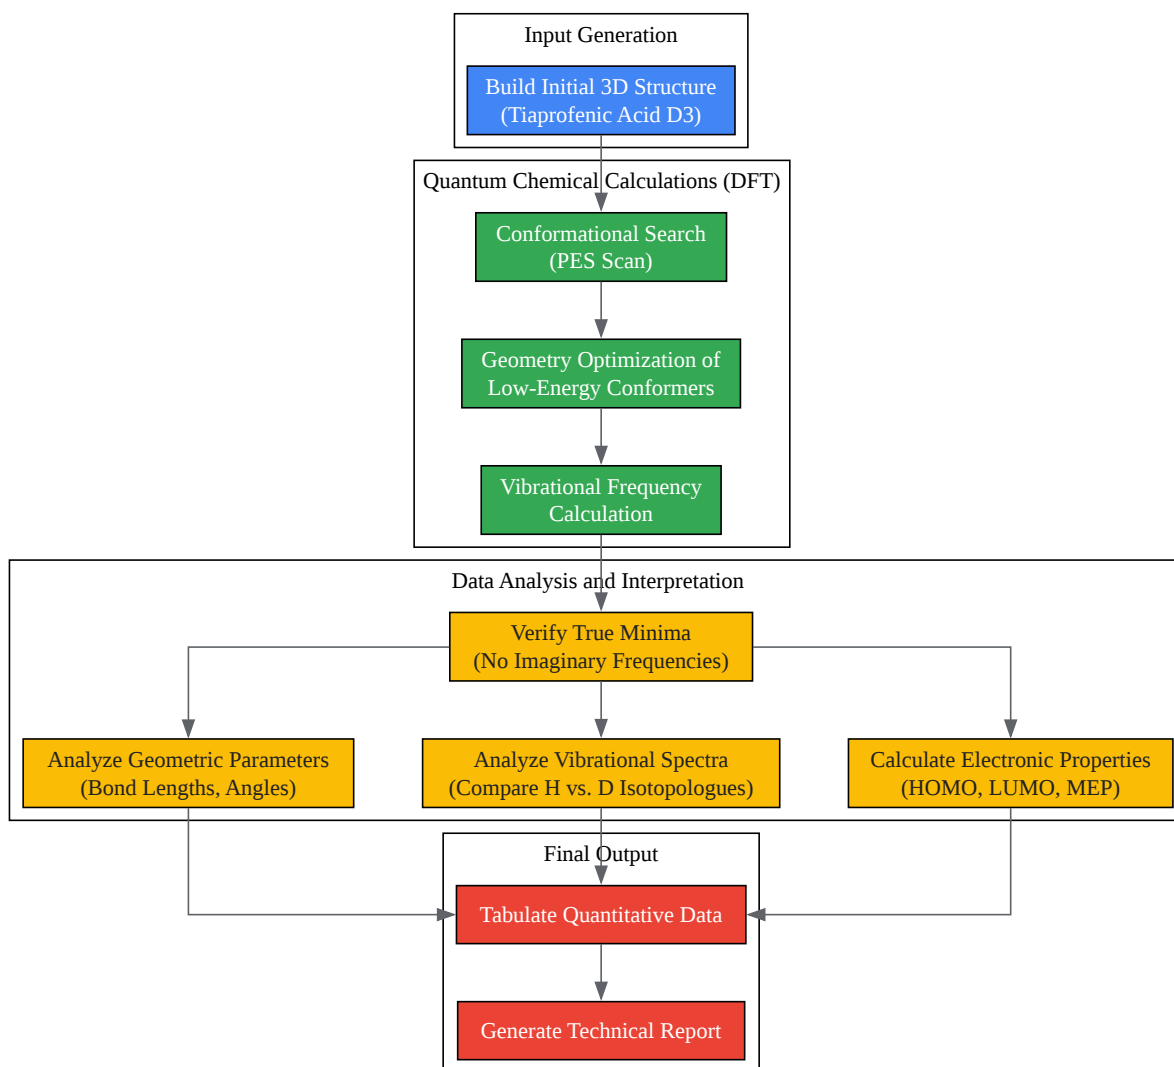 Input Generation
Build Initial 3D Structure
(Tiaprofenic Acid D3)
Quantum Chemical Calculations (DFT)
Conformational Search
(PES Scan)
Geometry Optimization of
Low-Energy Conformers
Vibrational Frequency
Calculation
Data Analysis and Interpretation
Verify True Minima
(No Imaginary Frequencies)
Analyze Geometric Parameters
(Bond Lengths, Angles)
Analyze Vibrational Spectra
(Compare H vs. D Isotopologues)
Calculate Electronic Properties
(HOMO, LUMO, MEP)
Final Output
Tabulate Quantitative Data
Generate Technical Report